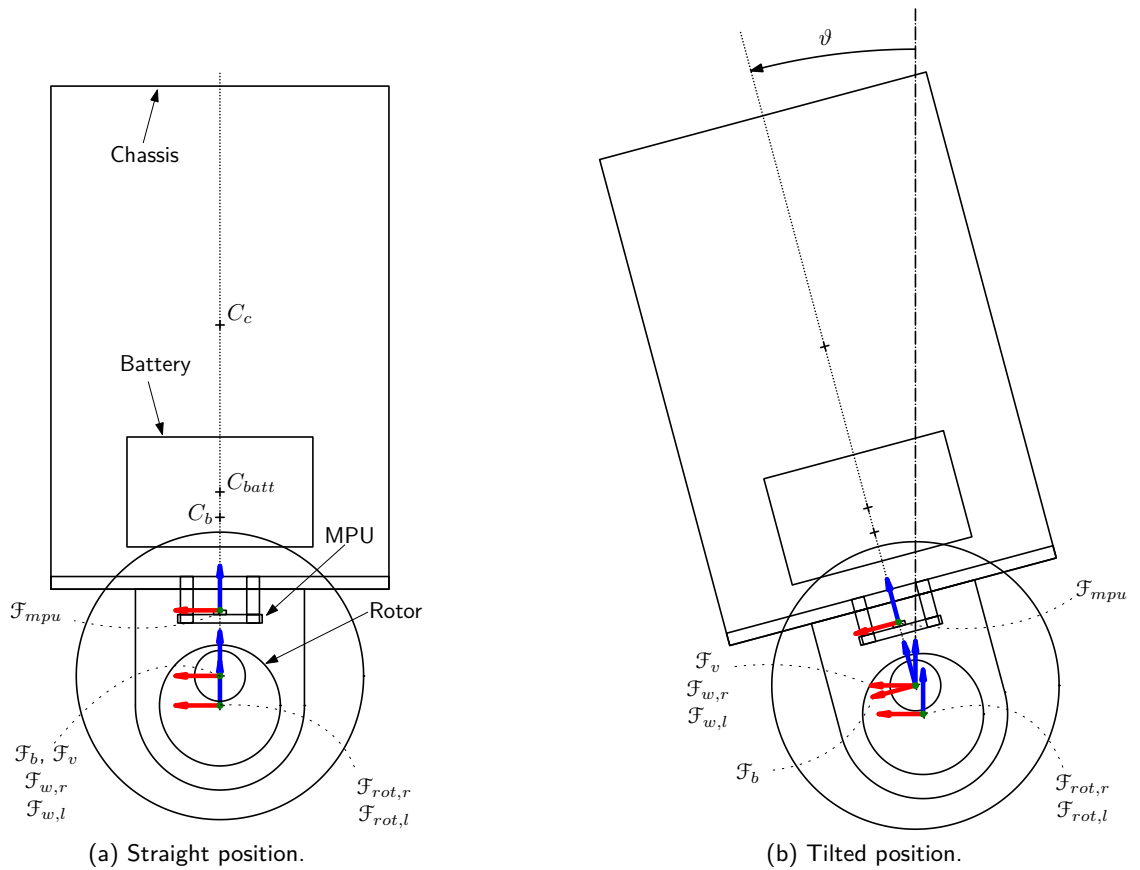 ϑ
Chassis
C_c
Battery
C_batt
C_b
MPU
ℱ_mpu
Rotor
ℱ_b, ℱ_v
ℱ_w,r
ℱ_w,l
ℱ_rot,r
ℱ_rot,l
(a) Straight position.
ℱ_mpu
ℱ_v
ℱ_w,r
ℱ_w,l
ℱ_b
ℱ_rot,r
ℱ_rot,l
(b) Tilted position.